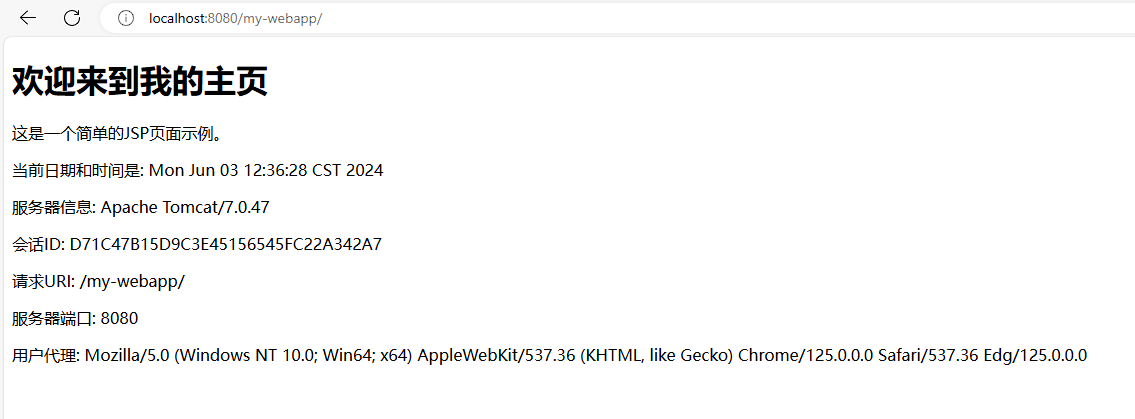 localhost:8080/my-webapp/
欢迎来到我的主页
这是一个简单的JSP页面示例。
当前日期和时间是: Mon Jun 03 12:36:28 CST 2024
服务器信息: Apache Tomcat/7.0.47
会话ID: D71C47B15D9C3E45156545FC22A342A7
请求URI: /my-webapp/
服务器端口: 8080
用户代理: Mozilla/5.0 (Windows NT 10.0; Win64; x64) AppleWebKit/537.36 (KHTML, like Gecko) Chrome/125.0.0.0 Safari/537.36 Edg/125.0.0.0